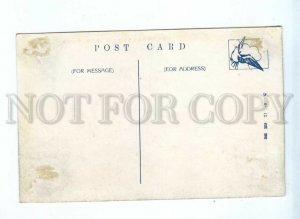 POST CARD
(FOR MESSAGE)
(FOR ADDRESS)
NOT FOR COPY